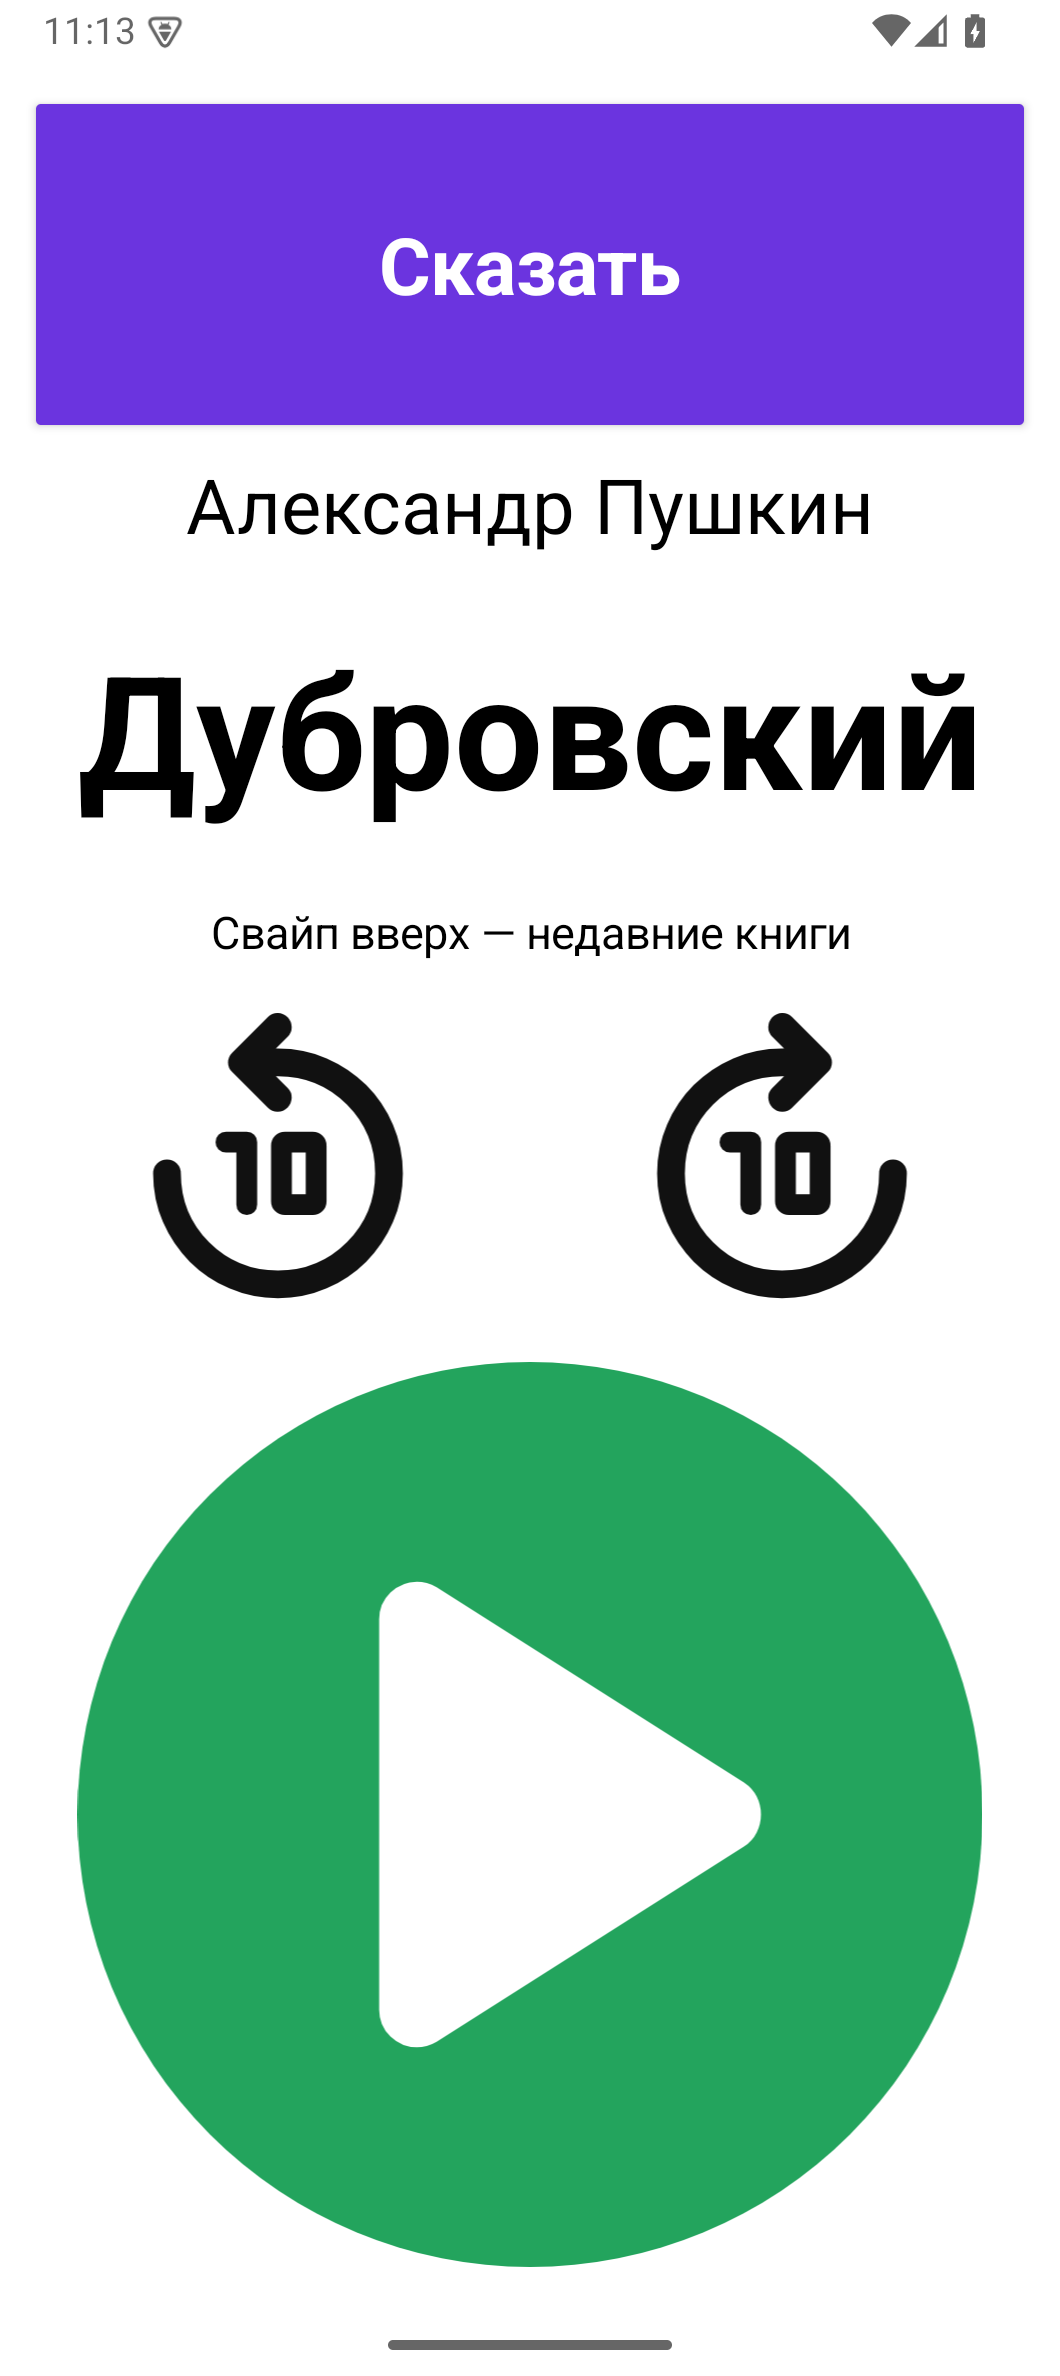 11:13
Сказать
Александр Пушкин
Дубровский
Свайп вверх — недавние книги
10 10